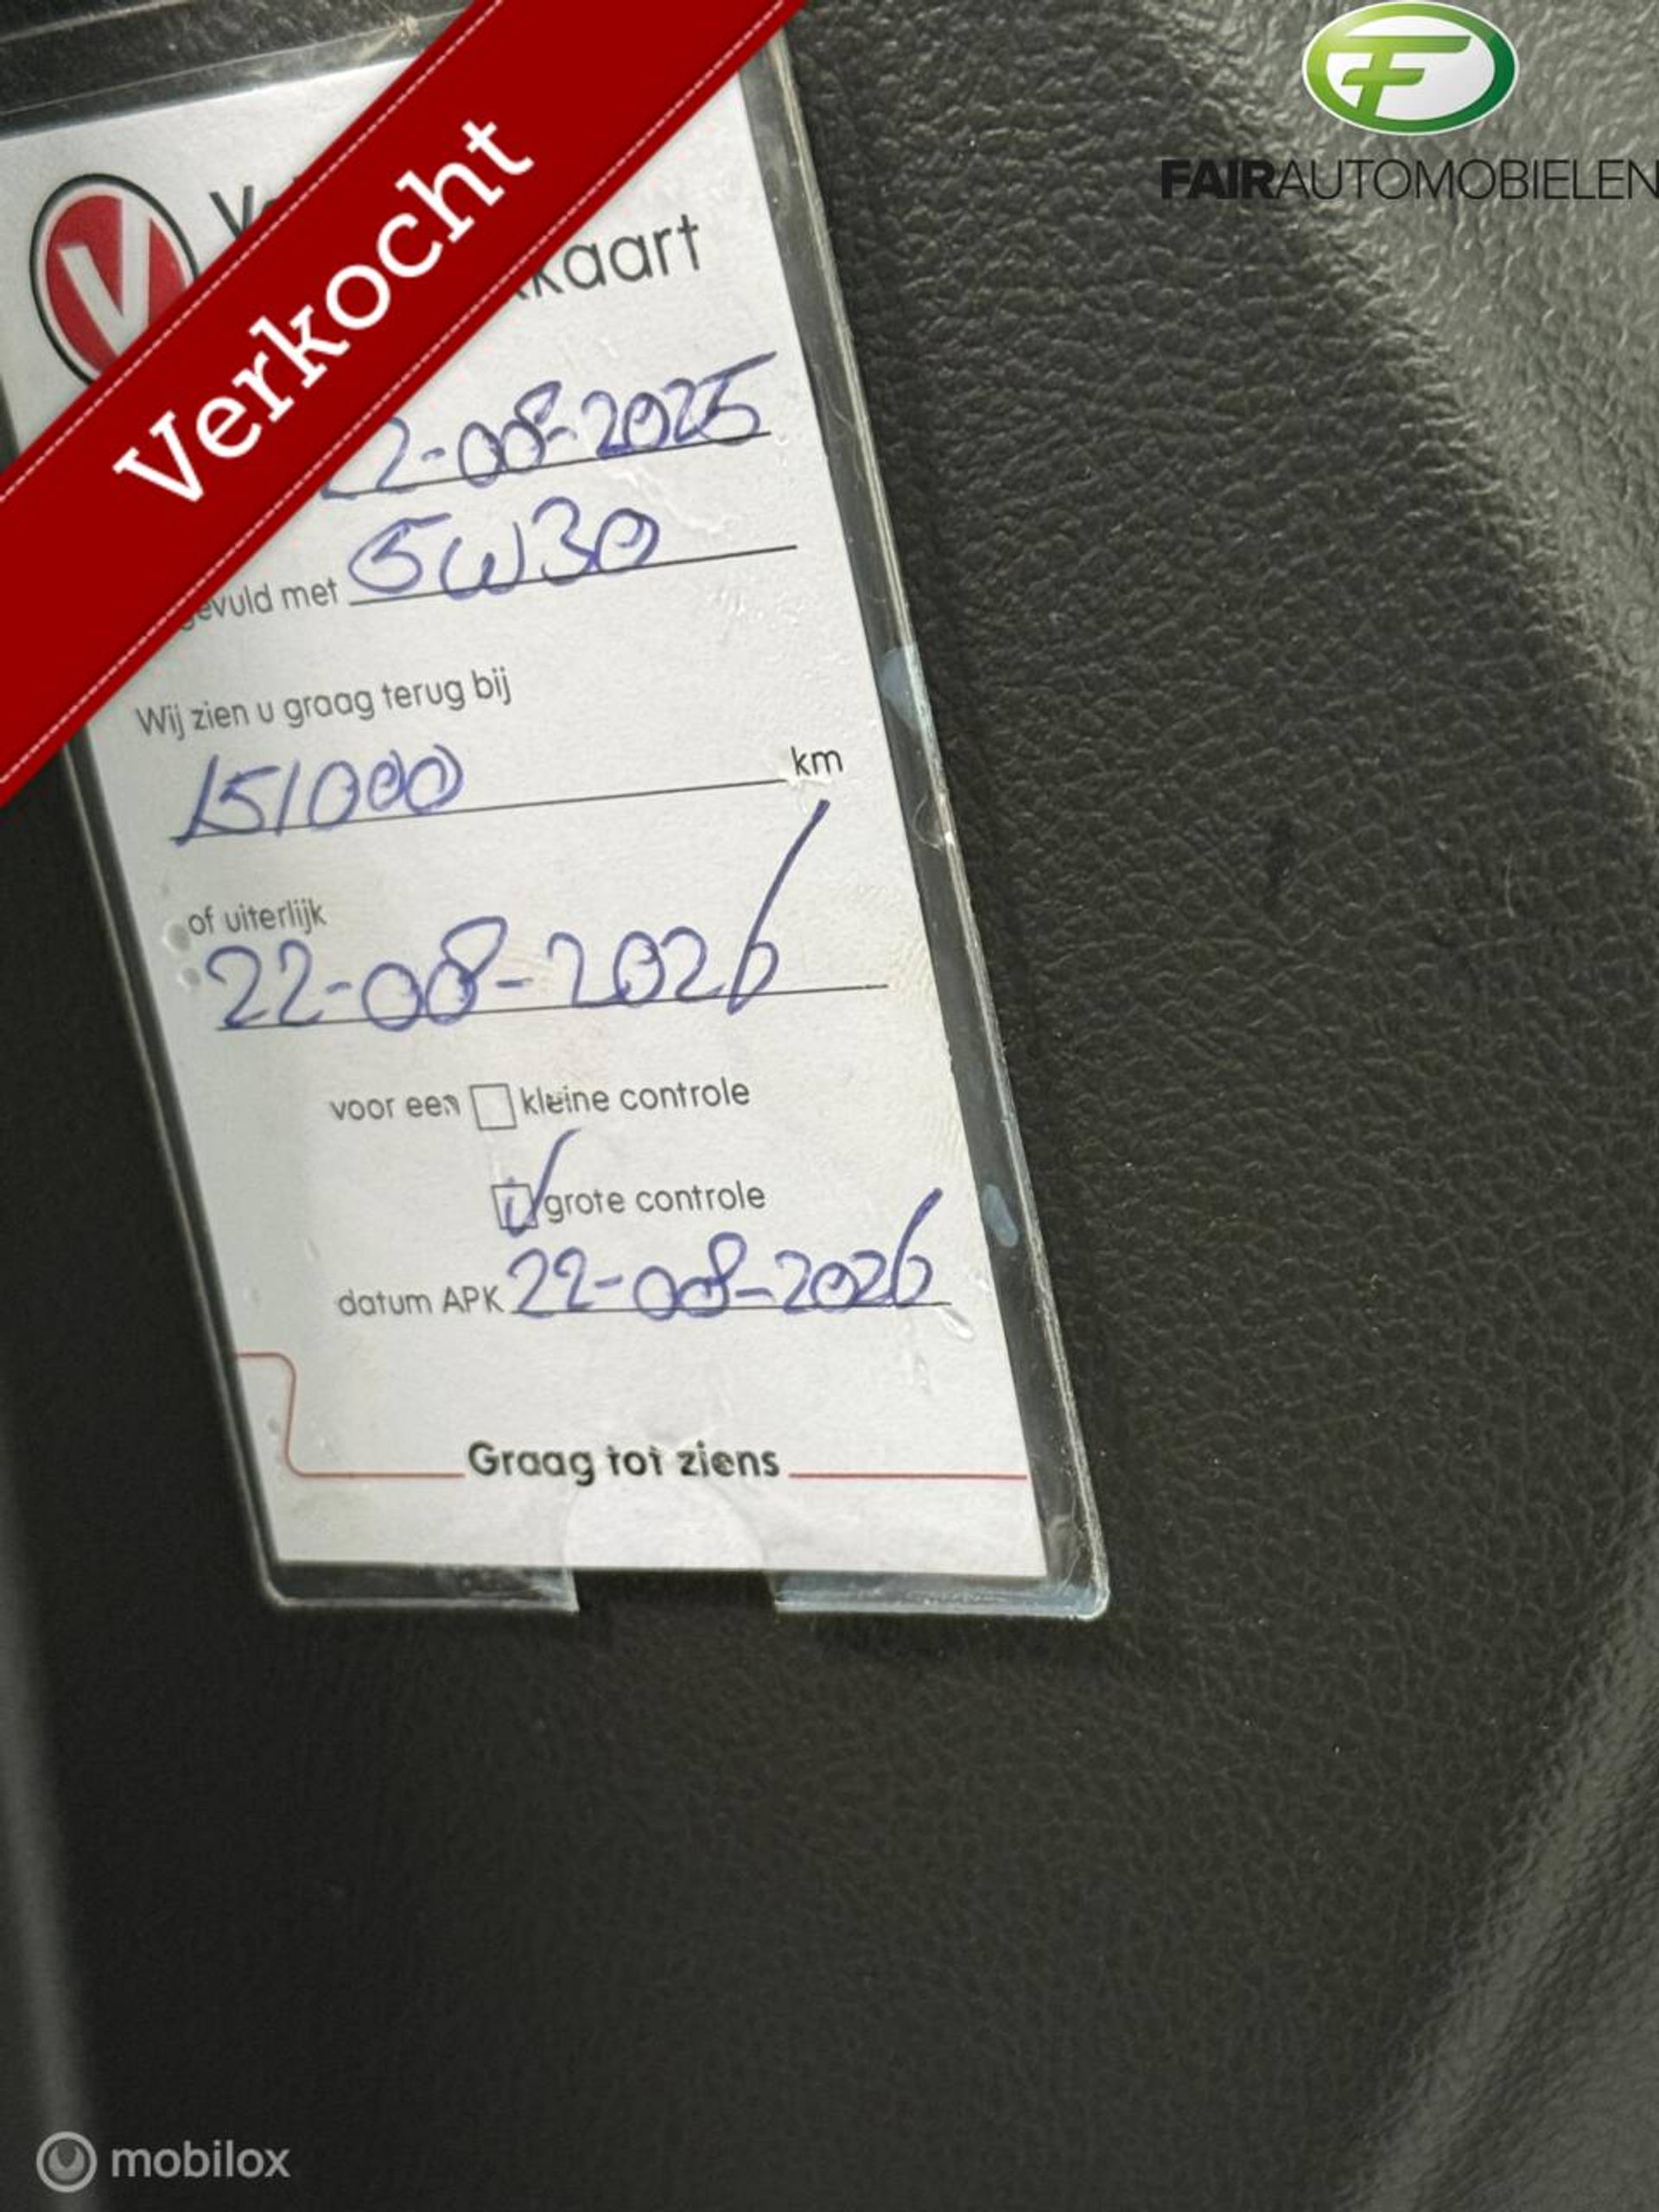 FAIRAUTOMOBIELEN
Verkocht
kaart
2-08-2025
gevuld met 5W30
Wij zien u graag terug bij
151000 km
of uiterlijk
22-08-2026
voor een kleine controle
grote controle
datum APK 22-08-2026
Graag tot ziens
mobilox